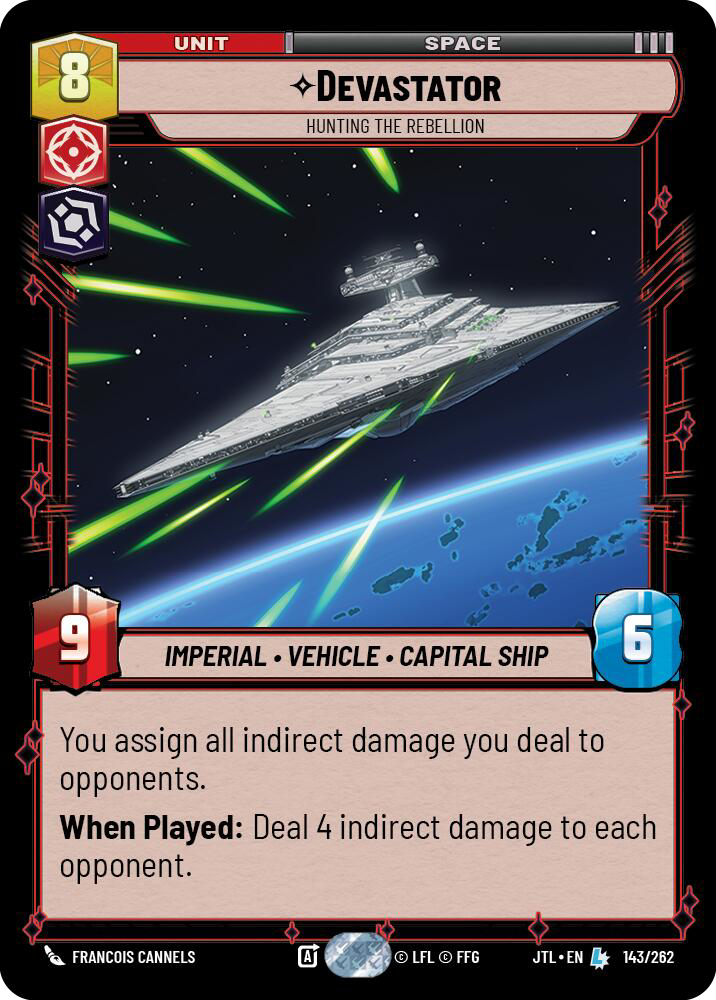 UNIT
SPACE
8
✧DEVASTATOR
HUNTING THE REBELLION
9
IMPERIAL • VEHICLE • CAPITAL SHIP
6
You assign all indirect damage you deal to
opponents.
When Played: Deal 4 indirect damage to each
opponent.
FRANCOIS CANNELS
A
© LFL © FFG
JTL • EN
L
143/262